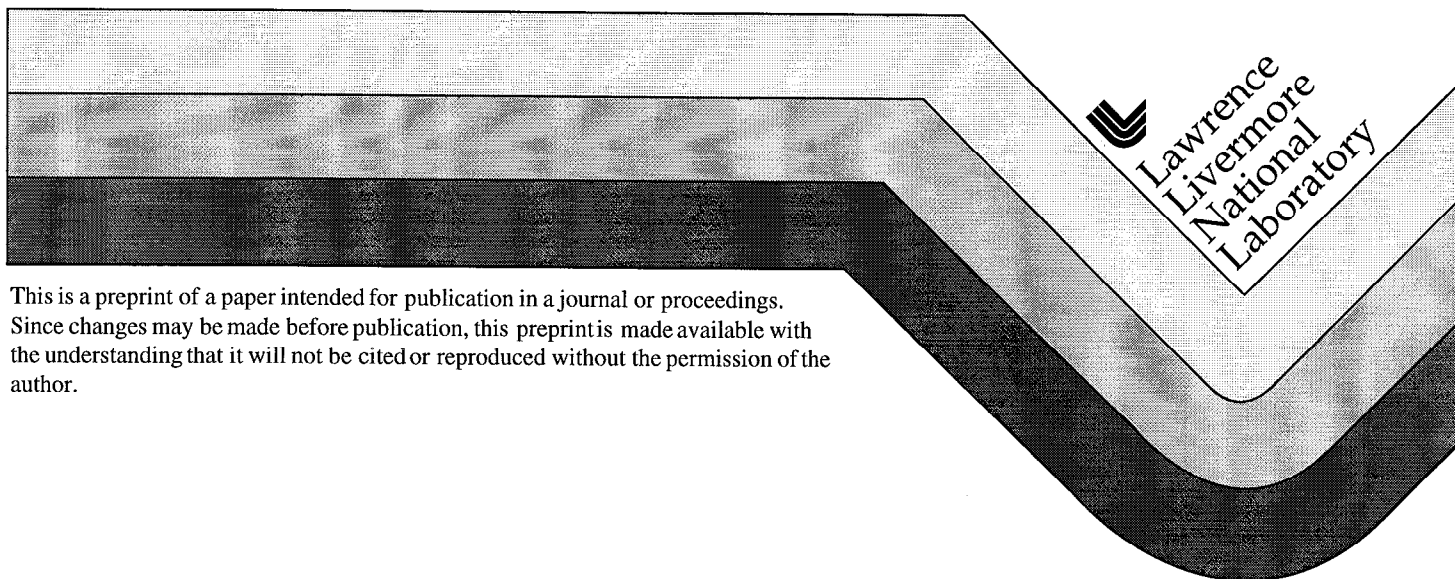 Lawrence
Livermore
National
Laboratory
This is a preprint of a paper intended for publication in a journal or proceedings.
Since changes may be made before publication, this preprint is made available with
the understanding that it will not be cited or reproduced without the permission of the
author.